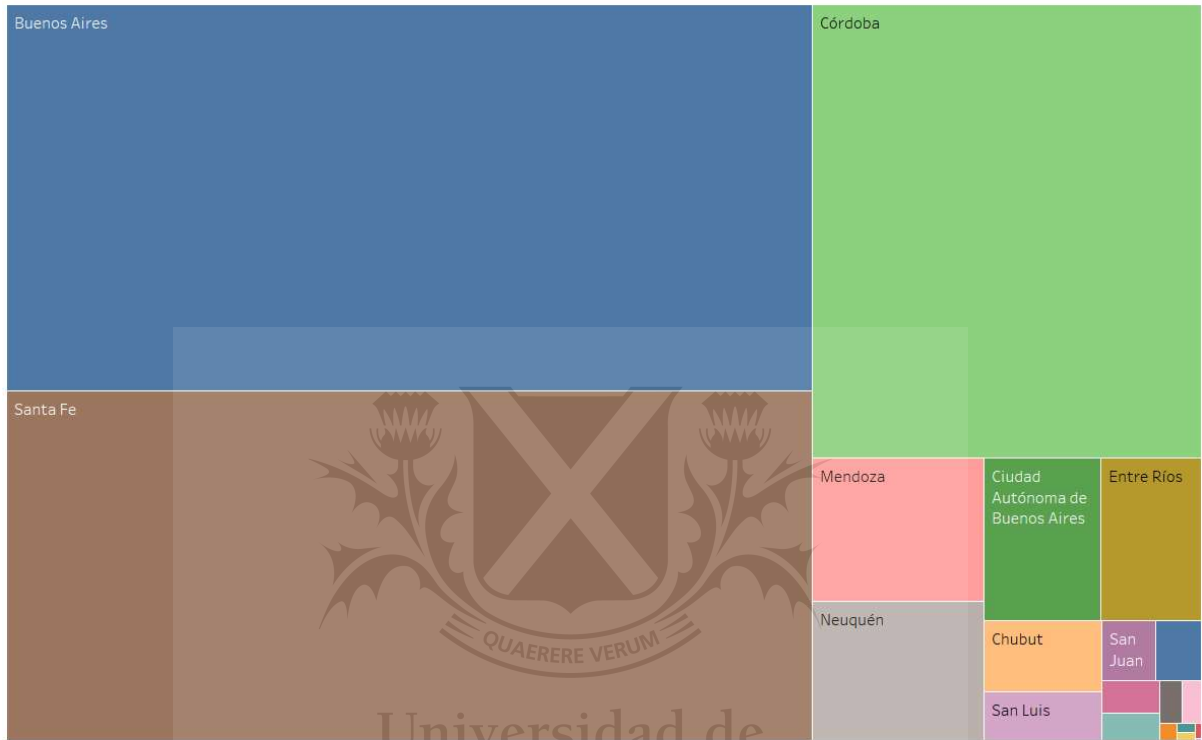 Buenos Aires
Córdoba
Santa Fe
Mendoza
Ciudad
Autónoma de
Buenos Aires
Entre Ríos
Neuquén
Chubut
San
Juan
San Luis
QUAERERE VERUM
Universidad de